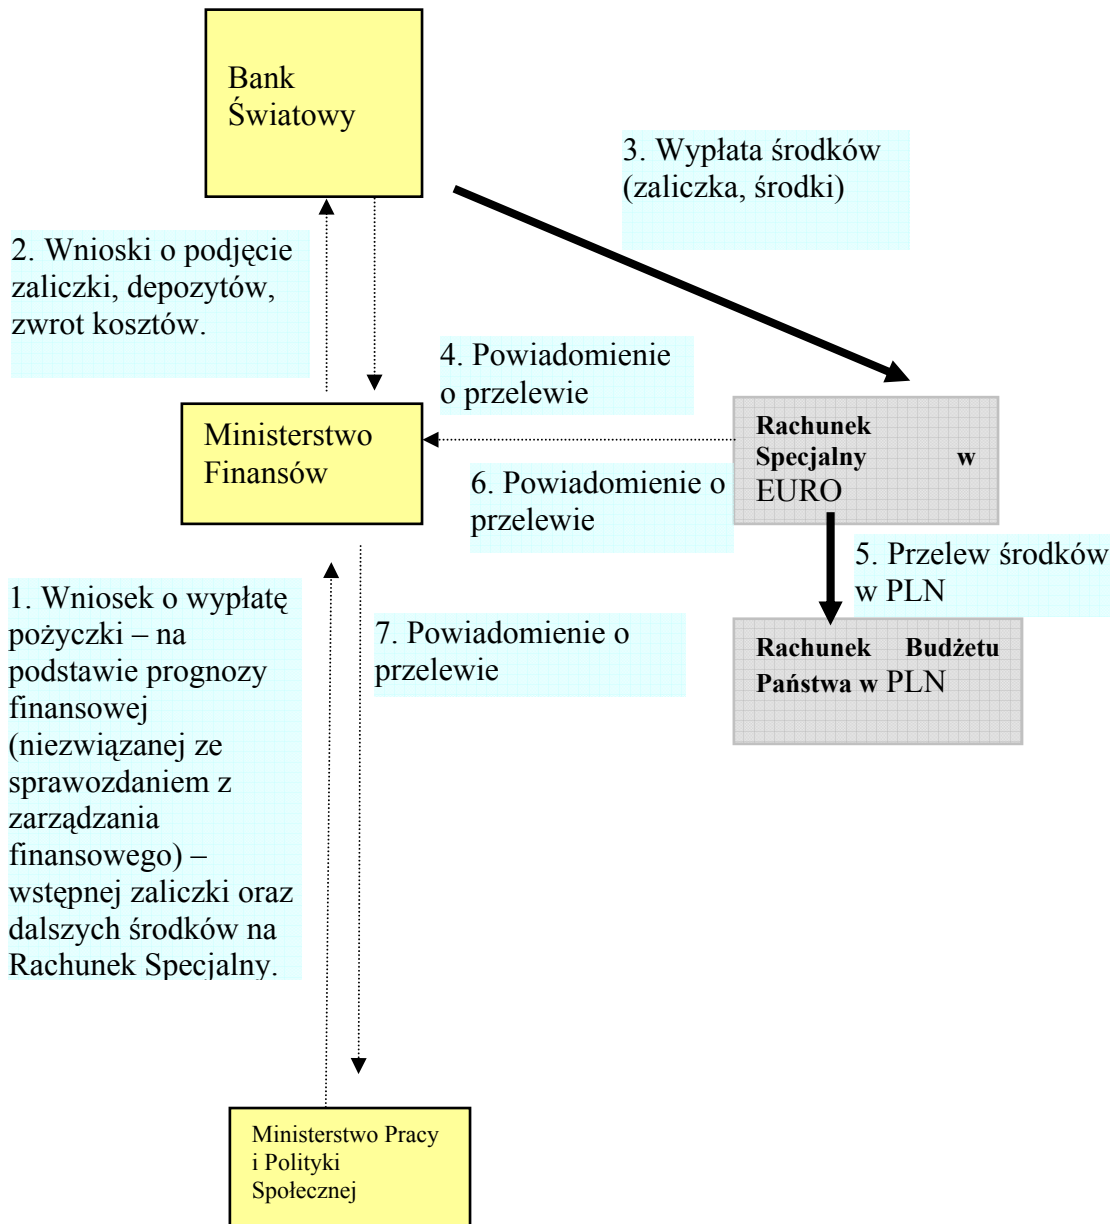 Bank
Światowy
3. Wypłata środków
(zaliczka, środki)
2. Wnioski o podjęcie
zaliczki, depozytów,
zwrot kosztów.
4. Powiadomienie
o przelewie
Ministerstwo
Finansów
Rachunek
Specjalny w
EURO
6. Powiadomienie o
przelewie
5. Przelew środków
w PLN
1. Wniosek o wypłatę
pożyczki – na
podstawie prognozy
finansowej
(niezwiązanej ze
sprawozdaniem z
zarządzania
finansowego) –
wstępnej zaliczki oraz
dalszych środków na
Rachunek Specjalny.
7. Powiadomienie o
przelewie
Rachunek Budżetu
Państwa w PLN
Ministerstwo Pracy
i Polityki
Społecznej